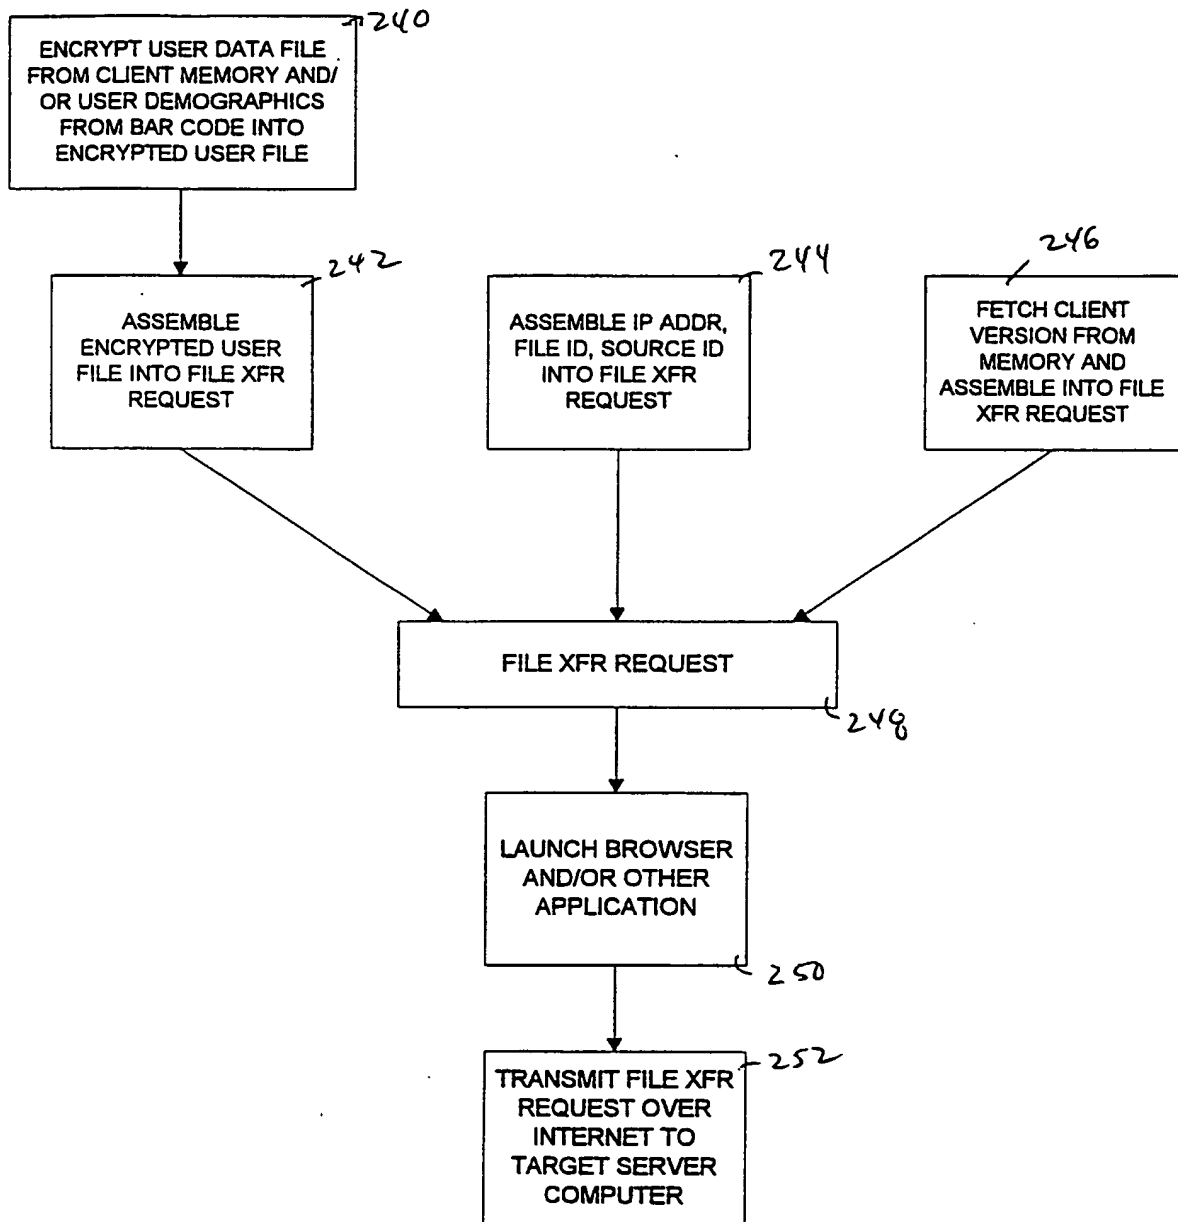 240
ENCRYPT USER DATA FILE
FROM CLIENT MEMORY AND/
OR USER DEMOGRAPHICS
FROM BAR CODE INTO
ENCRYPTED USER FILE
242
ASSEMBLE
ENCRYPTED USER
FILE INTO FILE XFR
REQUEST
244
ASSEMBLE IP ADDR,
FILE ID, SOURCE ID
INTO FILE XFR
REQUEST
246
FETCH CLIENT
VERSION FROM
MEMORY AND
ASSEMBLE INTO FILE
XFR REQUEST
FILE XFR REQUEST
248
LAUNCH BROWSER
AND/OR OTHER
APPLICATION
250
252
TRANSMIT FILE XFR
REQUEST OVER
INTERNET TO
TARGET SERVER
COMPUTER